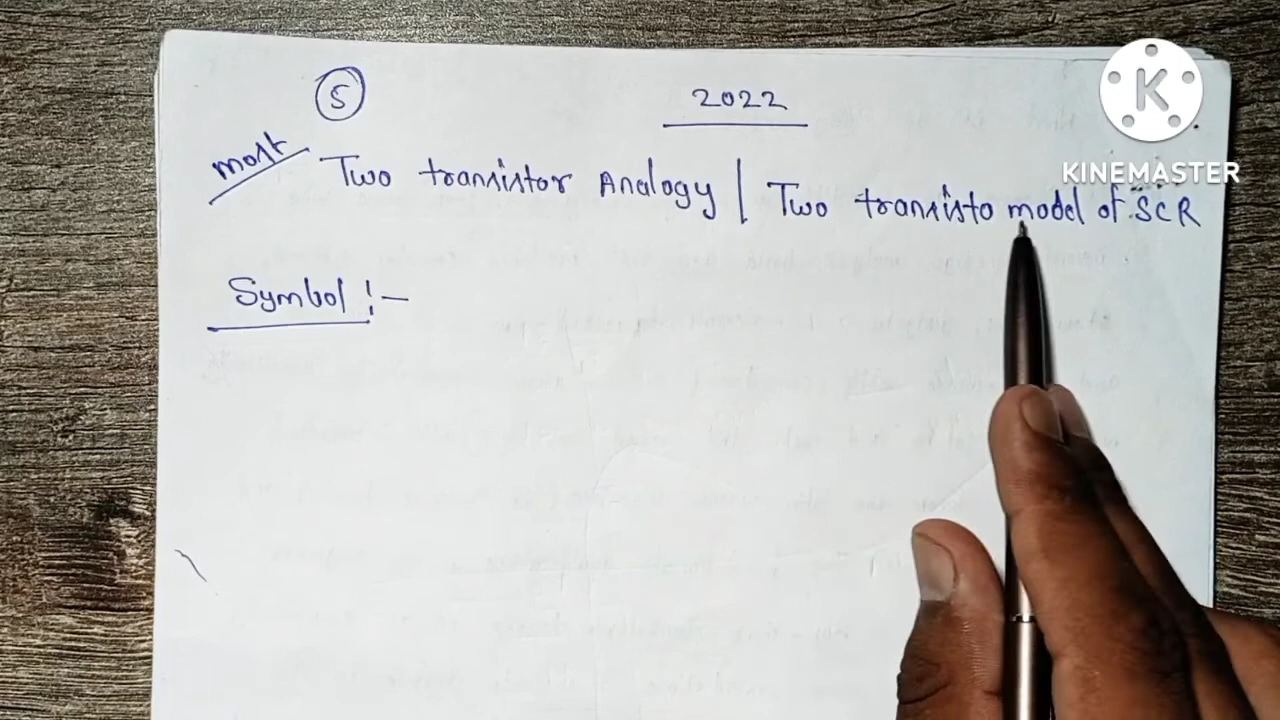 5
2022
most Two transistor Analogy | Two transisto model of SCR
Symbol :-
K
KINEMASTER